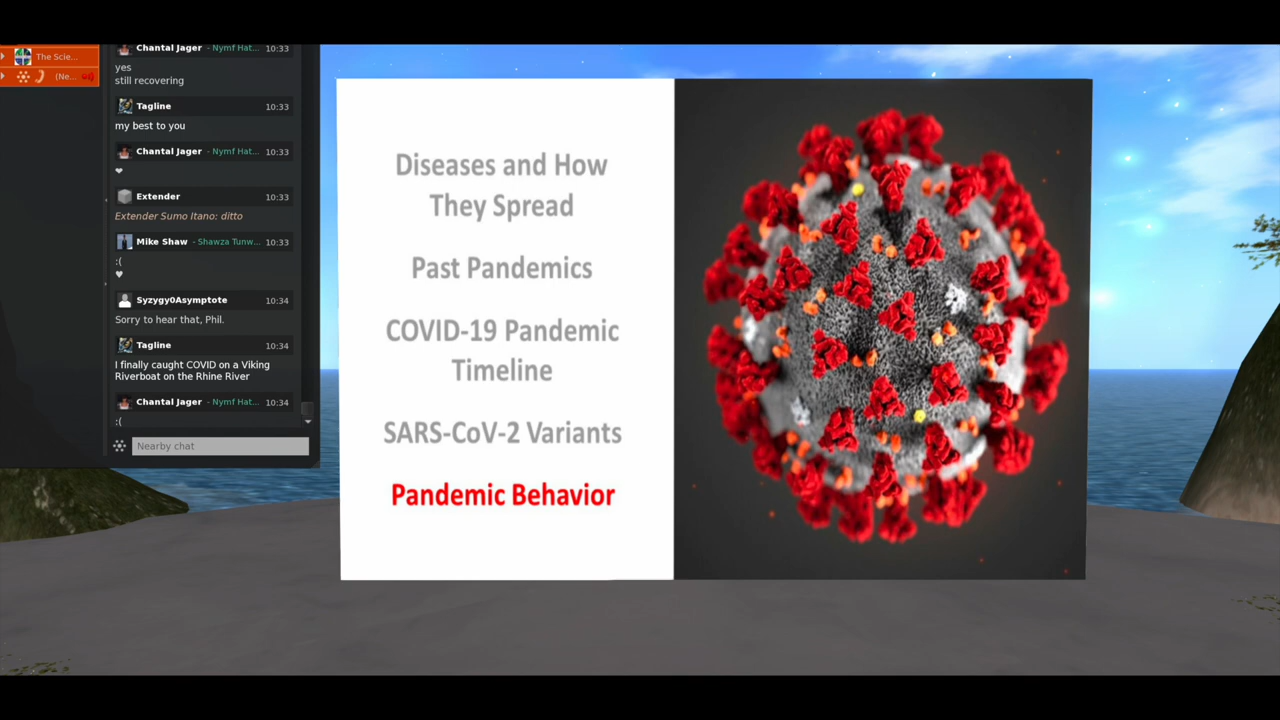 The Scie...
(Ne...
Chantal Jager - Nymf Hat... 10:33
yes
still recovering
Tagline 10:33
my best to you
Chantal Jager - Nymf Hat... 10:33
❤
Extender 10:33
Extender Sumo Itano: ditto
Mike Shaw - Shawza Tunw... 10:33
:(
♥
Syzygy0Asymptote 10:34
Sorry to hear that, Phil.
Tagline 10:34
I finally caught COVID on a Viking
Riverboat on the Rhine River
Chantal Jager - Nymf Hat... 10:34
:(
Nearby chat
Diseases and How
They Spread
Past Pandemics
COVID-19 Pandemic
Timeline
SARS-CoV-2 Variants
Pandemic Behavior